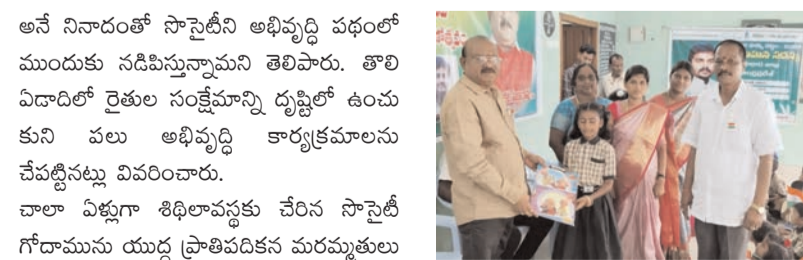 అనే నినాదంతో సొసైటీని అభివృద్ధి పథంలో
ముందుకు నడిపిస్తున్నామని తెలిపారు. తొలి
ఏడాదిలో రైతుల సంక్షేమాన్ని దృష్టిలో ఉంచు
కుని పలు అభివృద్ధి కార్యక్రమాలను
చేపట్టినట్లు వివరించారు.
చాలా ఏళ్లుగా శిథిలావస్థకు చేరిన సొసైటీ
గోదామును యుద్ధ ప్రాతిపదికన మరమ్మతులు